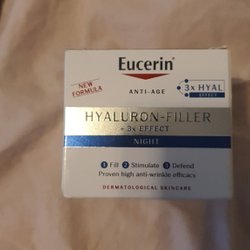 Eucerin®
NEW
FORMULA
ANTI-AGE
3x HYAL
EFFECT
HYALURON-FILLER
+ 3x EFFECT
NIGHT
1 Fill 2 Stimulate 3 Defend
Proven high anti-wrinkle efficacy
DERMATOLOGICAL SKINCARE